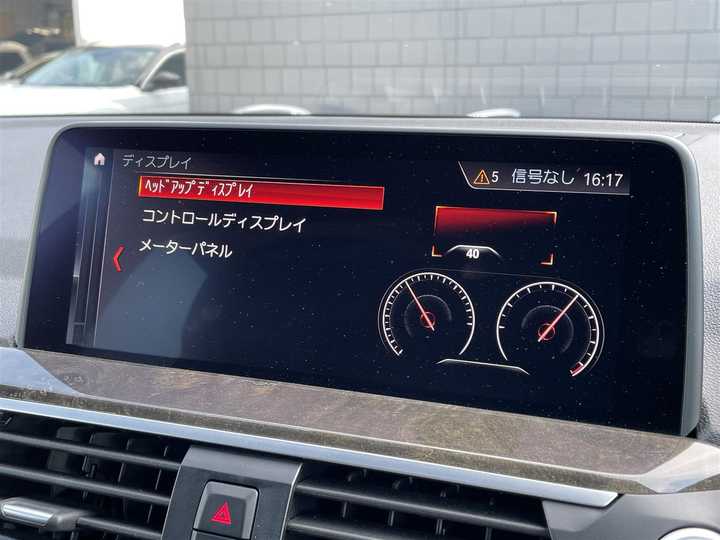 ディスプレイ
5 信号なし 16:17
ﾍｯﾄﾞｱｯﾌﾟﾃﾞｨｽﾌﾟﾚｲ
コントロールディスプレイ
メーターパネル
40